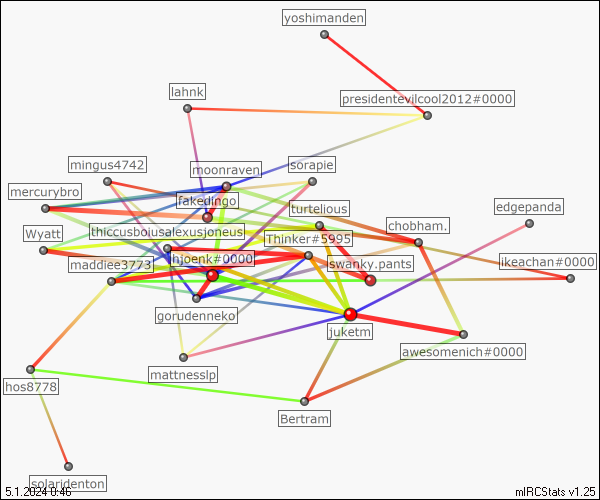 yoshimanden
lahnk
presidentevilcool2012#0000
mingus4742
moonraven
sorapie
mercurybro
fakedingo
turtelious
edgepanda
Wyatt
thiccusboiusalexusjoneus
chobham.
Thinker#5995
maddiee3773
jhjoenk#0000
swanky.pants
ikeachan#0000
gorudenneko
juketm
awesomenich#0000
mattnesslp
hos8778
Bertram
solaridenton
5.1.2024 0:46
mIRCStats v1.25